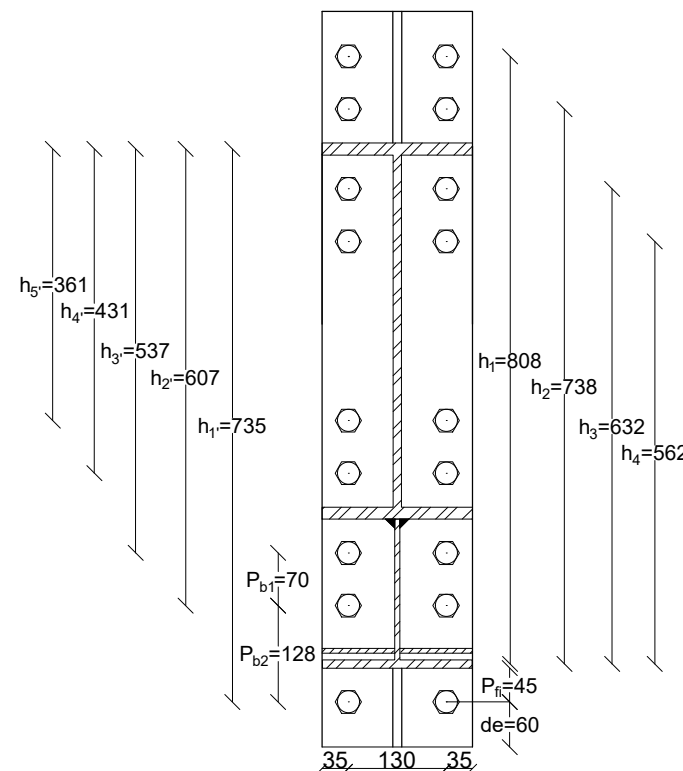 h5'=361
h4'=431
h3'=537
h2'=607
h1'=735
h1=808
h2=738
h3=632
h4=562
Pb1=70
Pb2=128
Pfi=45
de=60
35 130 35